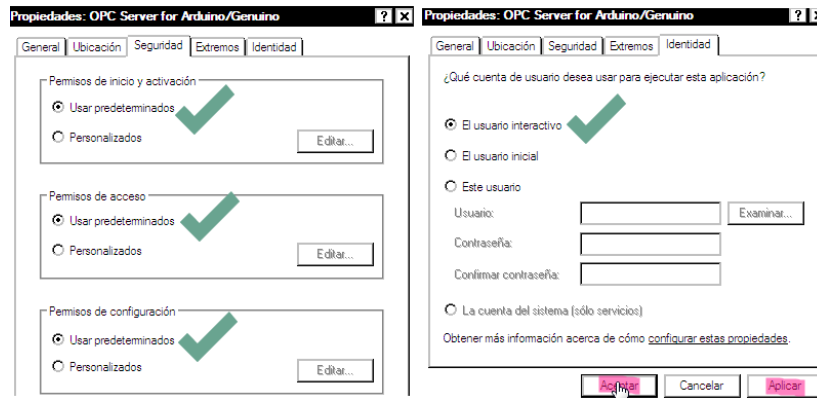 Propiedades: OPC Server for Arduino/Genuino
General Ubicación Seguridad Extremos Identidad
Permisos de inicio y activación
Usar predeterminados
Personalizados
Editar...
Permisos de acceso
Usar predeterminados
Personalizados
Editar...
Permisos de configuración
Usar predeterminados
Personalizados
Editar...
Propiedades: OPC Server for Arduino/Genuino
General Ubicación Seguridad Extremos Identidad
¿Qué cuenta de usuario desea usar para ejecutar esta aplicación?
El usuario interactivo
El usuario inicial
Este usuario
Usuario:
Examinar...
Contraseña:
Confirmar contraseña:
La cuenta del sistema (sólo servicios)
Obtener más información acerca de cómo configurar estas propiedades.
Aceptar Cancelar Aplicar